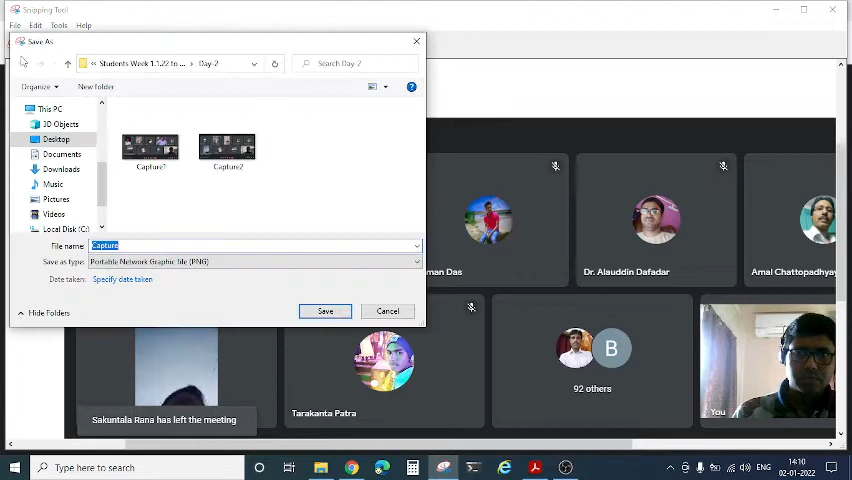 Snipping Tool
File Edit Tools Help
Save As
« Students Week 1.1.22 to ... › Day-2
Search Day-2
Organize
New folder
This PC
3D Objects
Desktop
Documents
Downloads
Music
Pictures
Videos
Local Disk (C:)
Capture1
Capture2
File name: Capture
Save as type: Portable Network Graphic file (PNG)
Date taken: Specify date taken
Hide Folders
Save
Cancel
man Das
Dr. Alauddin Dafadar
Amal Chattopadhyay
B
92 others
Tarakanta Patra
You
Sakuntala Rana has left the meeting
Type here to search
ENG
14:10
02-01-2022